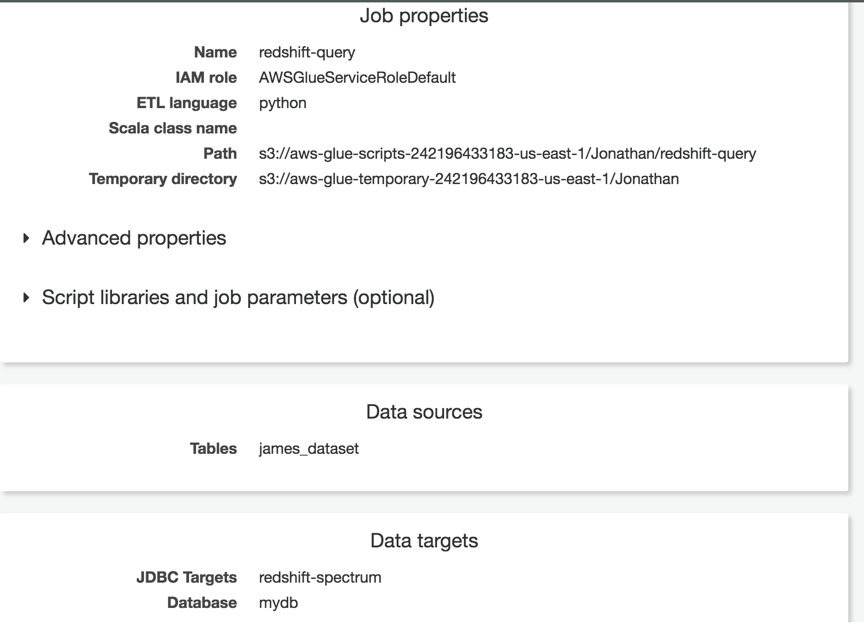 Job properties
Name redshift-query
IAM role AWSGlueServiceRoleDefault
ETL language python
Scala class name
Path s3://aws-glue-scripts-242196433183-us-east-1/Jonathan/redshift-query
Temporary directory s3://aws-glue-temporary-242196433183-us-east-1/Jonathan
Advanced properties
Script libraries and job parameters (optional)
Data sources
Tables james_dataset
Data targets
JDBC Targets redshift-spectrum
Database mydb